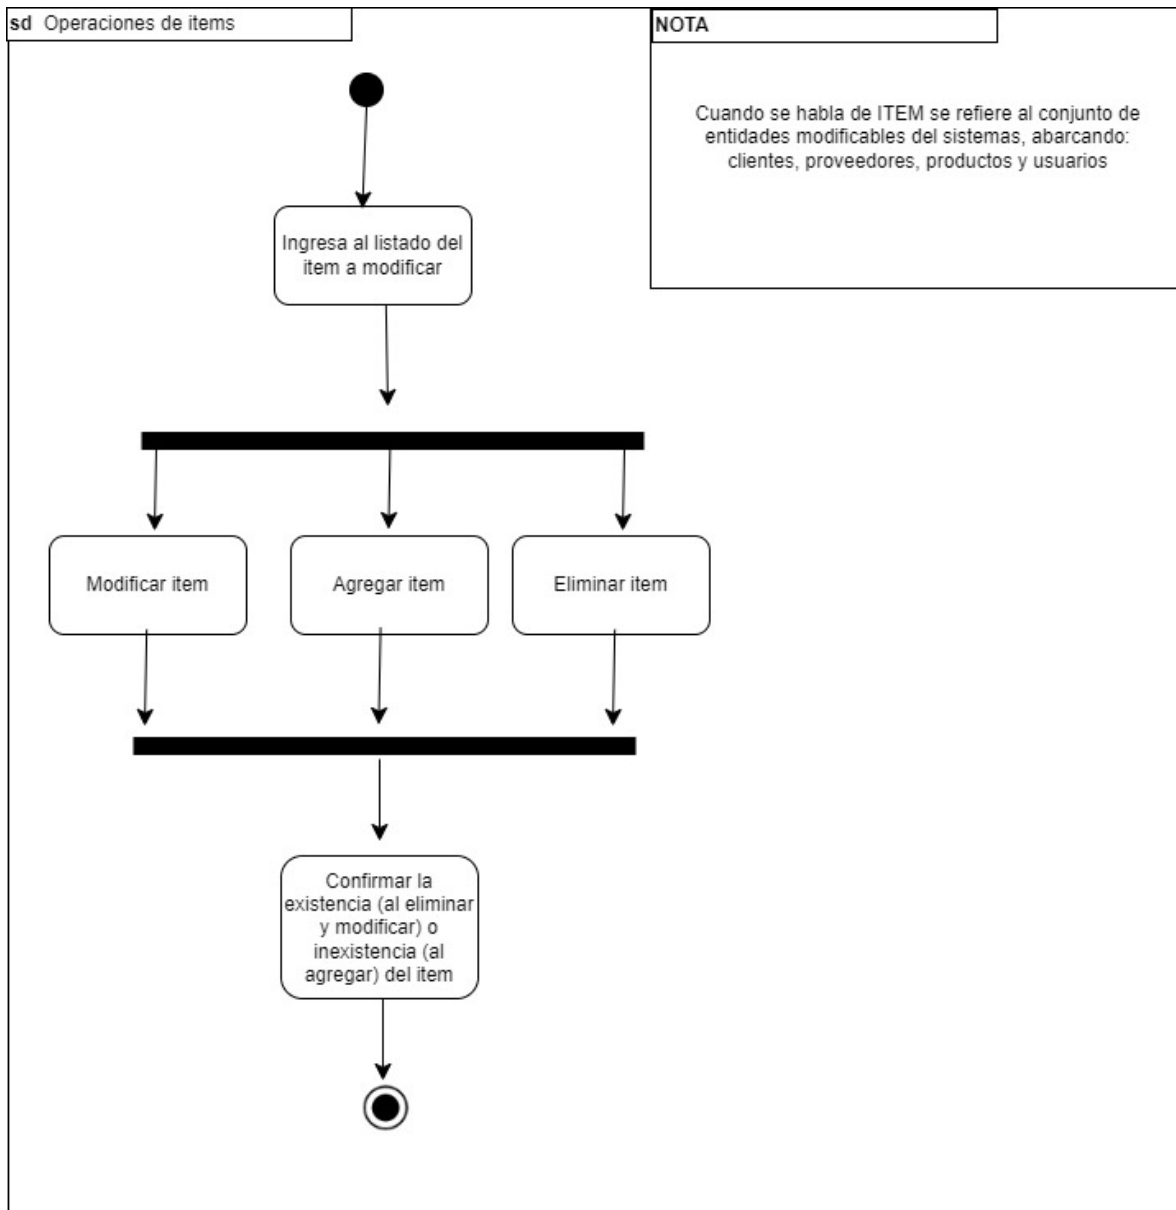 sd Operaciones de items
NOTA
Cuando se habla de ITEM se refiere al conjunto de
entidades modificables del sistemas, abarcando:
clientes, proveedores, productos y usuarios
Ingresa al listado del
item a modificar
Modificar item
Agregar item
Eliminar item
Confirmar la
existencia (al eliminar
y modificar) o
inexistencia (al
agregar) del item